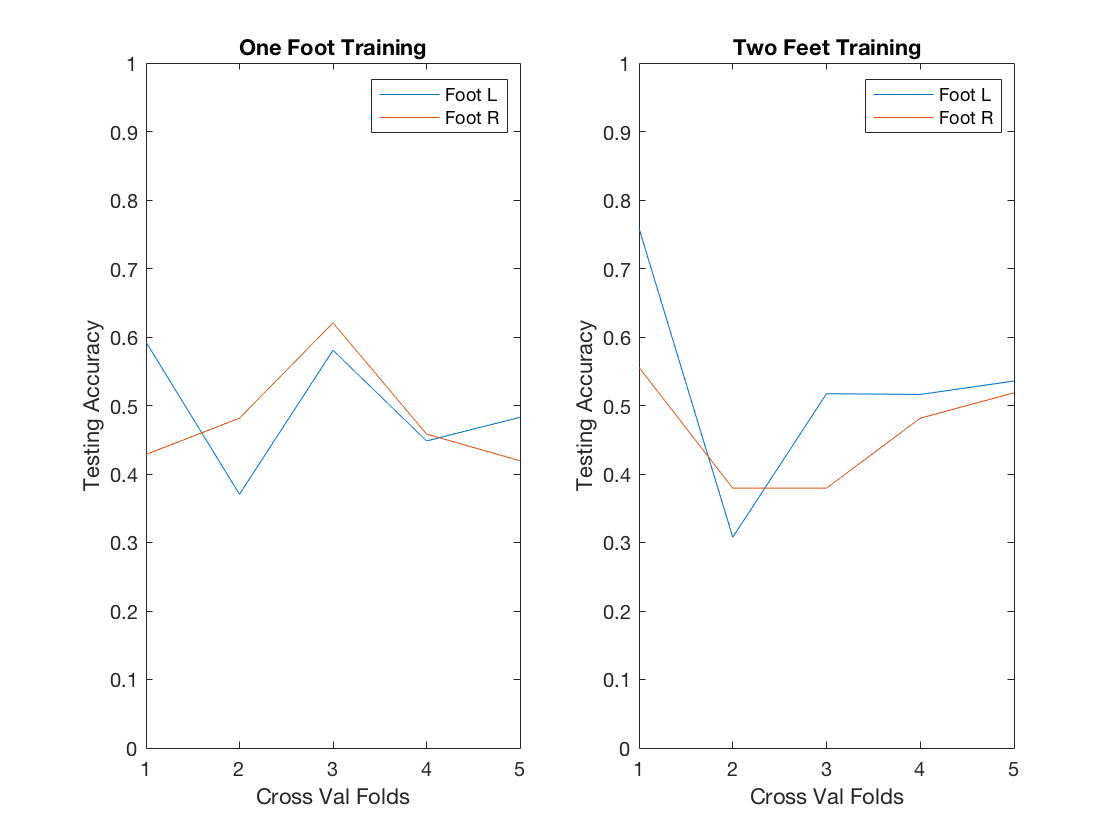 One Foot Training
Foot L
Foot R
1
0.9
0.8
0.7
0.6
0.5
0.4
0.3
0.2
0.1
0
Testing Accuracy
1 2 3 4 5
Cross Val Folds
Two Feet Training
Foot L
Foot R
1
0.9
0.8
0.7
0.6
0.5
0.4
0.3
0.2
0.1
0
Testing Accuracy
1 2 3 4 5
Cross Val Folds